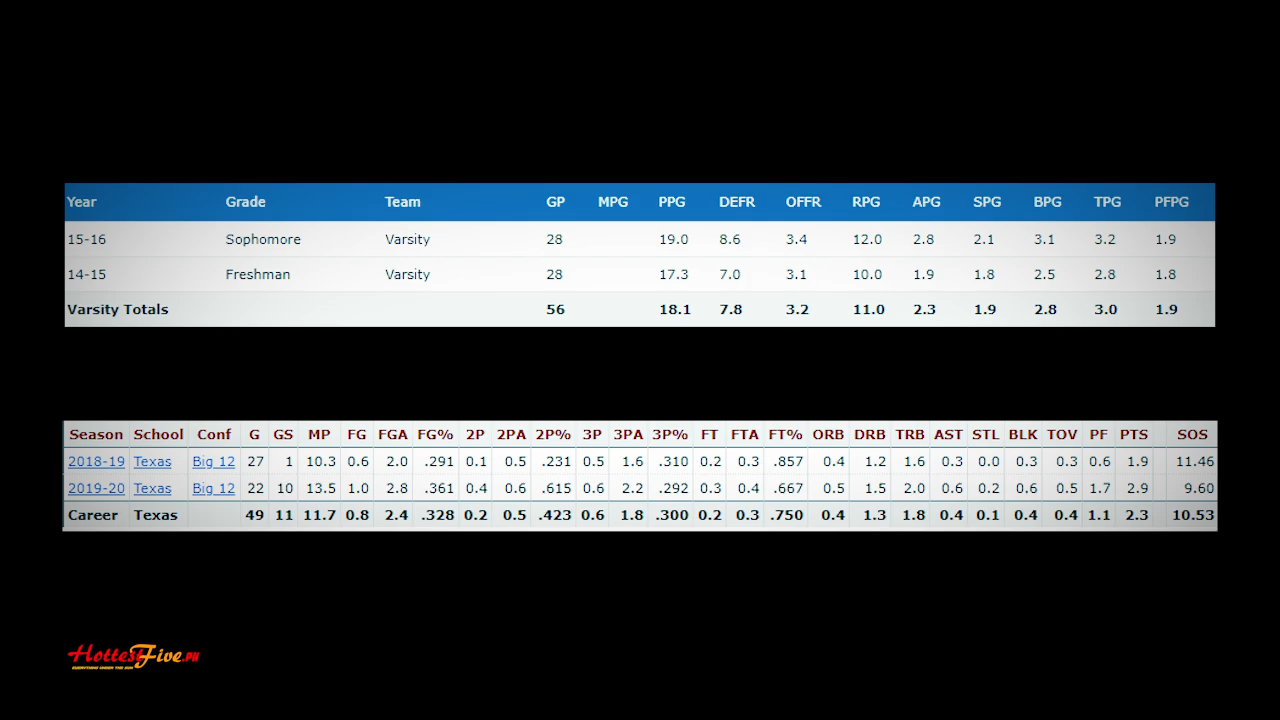 Year Grade Team GP MPG PPG DEFR OFFR RPG APG SPG BPG TPG PFPG
15-16 Sophomore Varsity 28 19.0 8.6 3.4 12.0 2.8 2.1 3.1 3.2 1.9
14-15 Freshman Varsity 28 17.3 7.0 3.1 10.0 1.9 1.8 2.5 2.8 1.8
Varsity Totals 56 18.1 7.8 3.2 11.0 2.3 1.9 2.8 3.0 1.9
Season School Conf G GS MP FG FGA FG% 2P 2PA 2P% 3P 3PA 3P% FT FTA FT% ORB DRB TRB AST STL BLK TOV PF PTS SOS
2018-19 Texas Big 12 27 1 10.3 0.6 2.0 .291 0.1 0.5 .231 0.5 1.6 .310 0.2 0.3 .857 0.4 1.2 1.6 0.3 0.0 0.3 0.3 0.6 1.9 11.46
2019-20 Texas Big 12 22 10 13.5 1.0 2.8 .361 0.4 0.6 .615 0.6 2.2 .292 0.3 0.4 .667 0.5 1.5 2.0 0.6 0.2 0.6 0.5 1.7 2.9 9.60
Career Texas 49 11 11.7 0.8 2.4 .328 0.2 0.5 .423 0.6 1.8 .300 0.2 0.3 .750 0.4 1.3 1.8 0.4 0.1 0.4 0.4 1.1 2.3 10.53
HottestFive.PH
EVERYTHING UNDER THE SUN